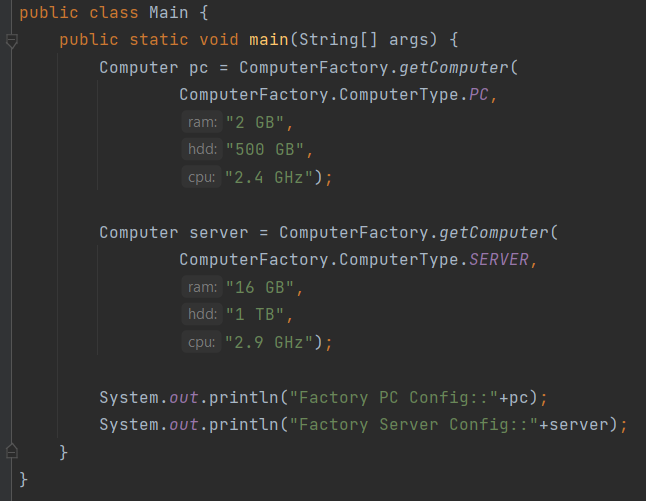 public class Main {
public static void main(String[] args) {
Computer pc = ComputerFactory.getComputer(
ComputerFactory.ComputerType.PC,
ram: "2 GB",
hdd: "500 GB",
cpu: "2.4 GHz");
Computer server = ComputerFactory.getComputer(
ComputerFactory.ComputerType.SERVER,
ram: "16 GB",
hdd: "1 TB",
cpu: "2.9 GHz");
System.out.println("Factory PC Config::"+pc);
System.out.println("Factory Server Config::"+server);
}
}